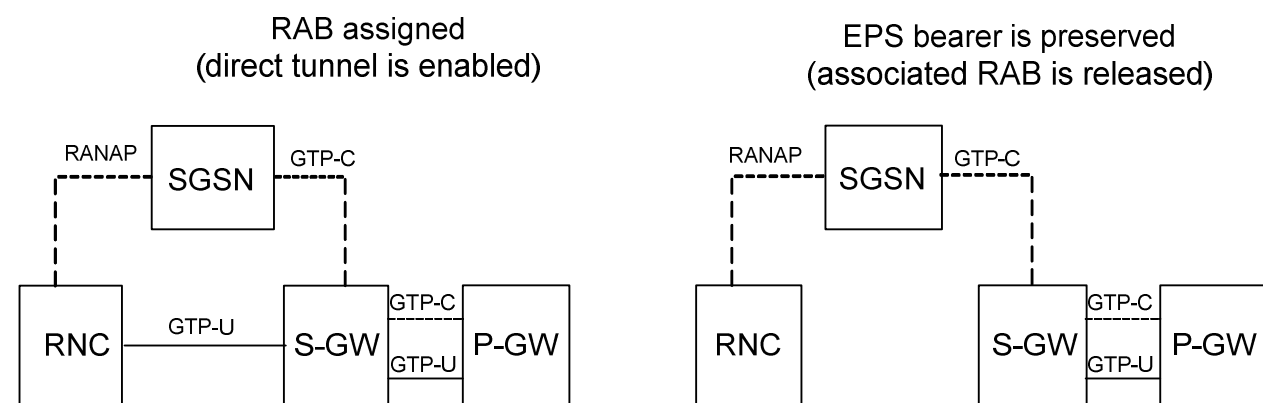 RAB assigned
(direct tunnel is enabled)
RANAP
SGSN
GTP-C
RNC
GTP-U
S-GW
GTP-C
GTP-U
P-GW
EPS bearer is preserved
(associated RAB is released)
RANAP
SGSN
GTP-C
RNC
S-GW
GTP-C
GTP-U
P-GW